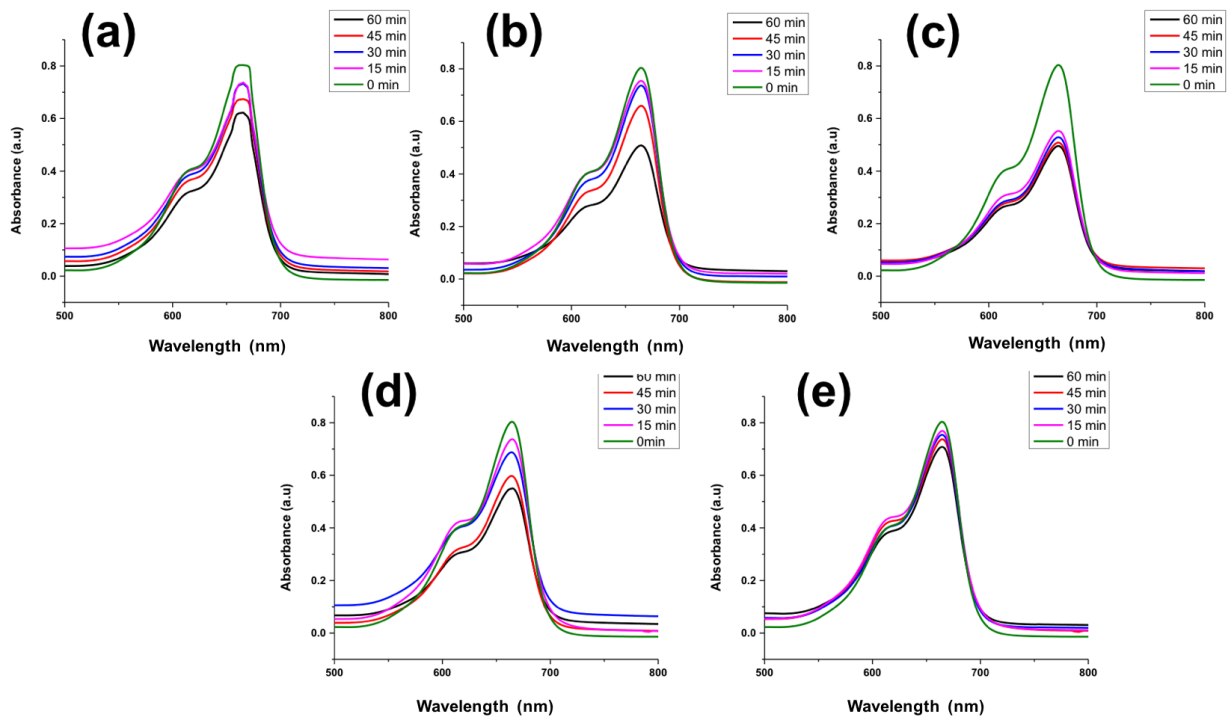 (a)
60 min
45 min
30 min
15 min
0 min
0.8
0.6
0.4
0.2
0.0
Absorbance (a.u)
500
600
700
800
Wavelength (nm)
(b)
60 min
45 min
30 min
15 min
0 min
0.8
0.6
0.4
0.2
0.0
Absorbance (a.u)
500
600
700
800
Wavelength (nm)
(c)
60 min
45 min
30 min
15 min
0 min
0.8
0.6
0.4
0.2
0.0
Absorbance (a.u)
500
600
700
800
Wavelength (nm)
(d)
60 min
45 min
30 min
15 min
0min
0.8
0.6
0.4
0.2
0.0
Absorbance (a.u)
500
600
700
800
Wavelength (nm)
(e)
60 min
45 min
30 min
15 min
0 min
0.8
0.6
0.4
0.2
0.0
Absorbance (a.u)
500
600
700
800
Wavelength (nm)